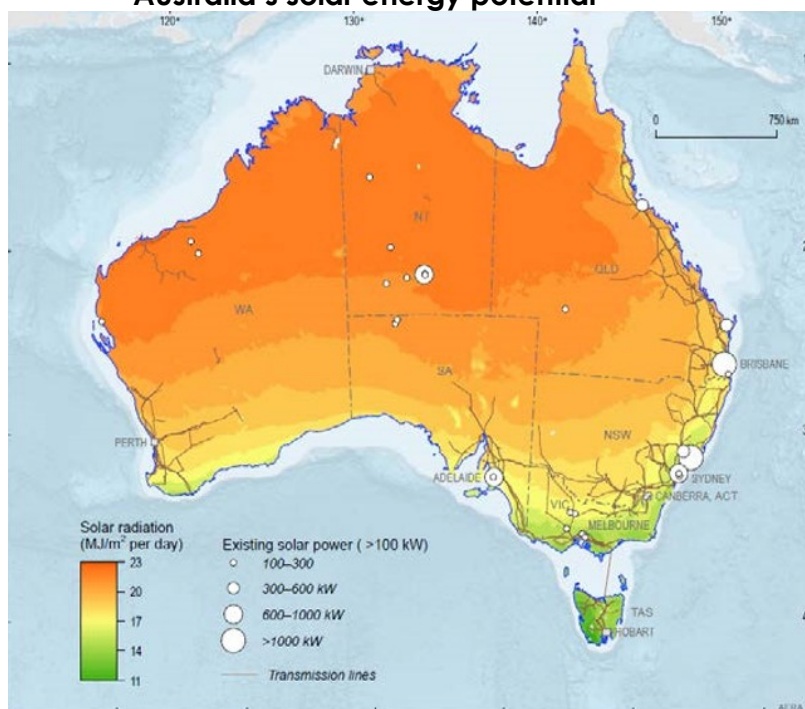 Australia's solar energy potential
120°
130°
140°
150°
DARWIN
0
750 km
NT
QLD
WA
SA
BRISBANE
NSW
PERTH
ADELAIDE
SYDNEY
CANBERRA, ACT
VIC
MELBOURNE
TAS
HOBART
Solar radiation
(MJ/m² per day)
23
20
17
14
11
Existing solar power ( >100 kW)
100–300
300–600 kW
600–1000 kW
>1000 kW
Transmission lines